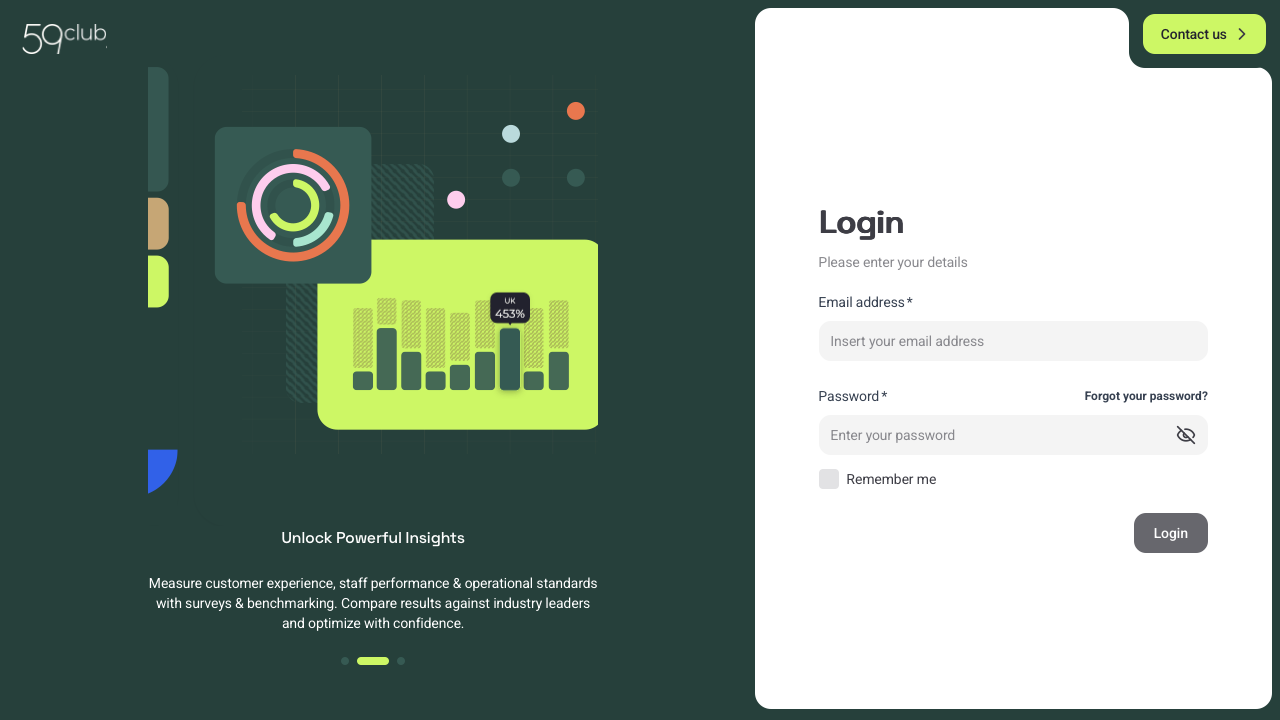 59club
Contact us
UK
453%
Unlock Powerful Insights
Measure customer experience, staff performance & operational standards
with surveys & benchmarking. Compare results against industry leaders
and optimize with confidence.
Login
Please enter your details
Email address *
Insert your email address
Password *
Forgot your password?
Enter your password
Remember me
Login